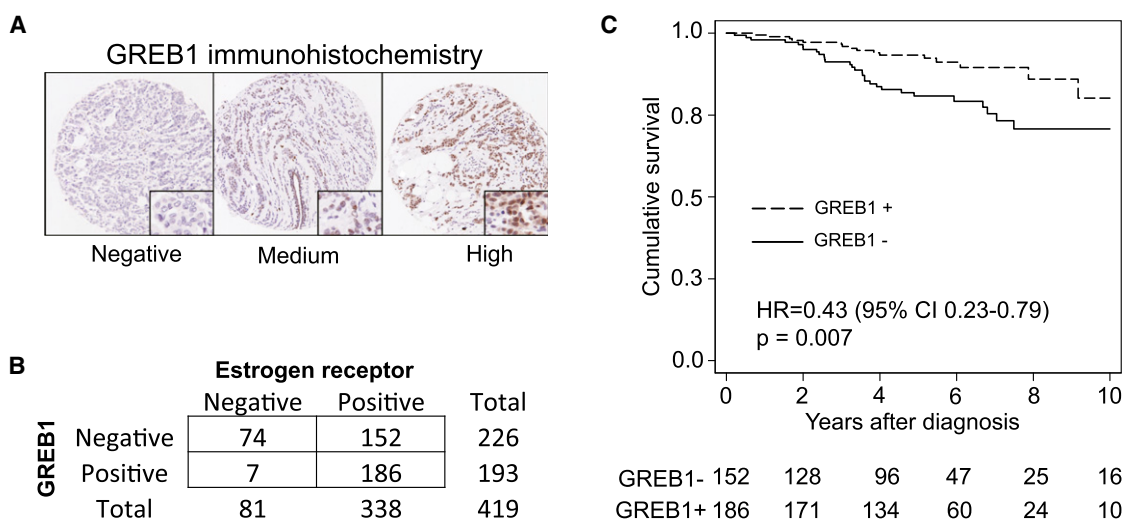 A
GREB1 immunohistochemistry
Negative Medium High
B
Estrogen receptor
Negative Positive Total
GREB1
Negative 74 152 226
Positive 7 186 193
Total 81 338 419
C
Cumulative survival
1.0
0.8
0.5
0.3
0.0
GREB1 +
GREB1 -
HR=0.43 (95% CI 0.23-0.79)
p = 0.007
0 2 4 6 8 10
Years after diagnosis
GREB1- 152 128 96 47 25 16
GREB1+ 186 171 134 60 24 10